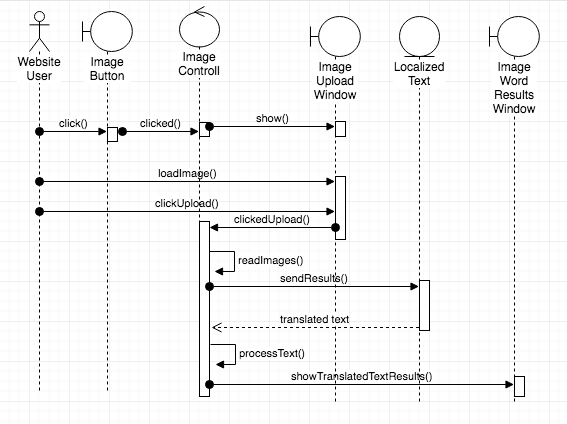 Website
User
Image
Button
Image
Controll
Image
Upload
Window
Localized
Text
Image
Word
Results
Window
click()
clicked()
show()
loadImage()
clickUpload()
clickedUpload()
readImages()
sendResults()
translated text
processText()
showTranslatedTextResults()